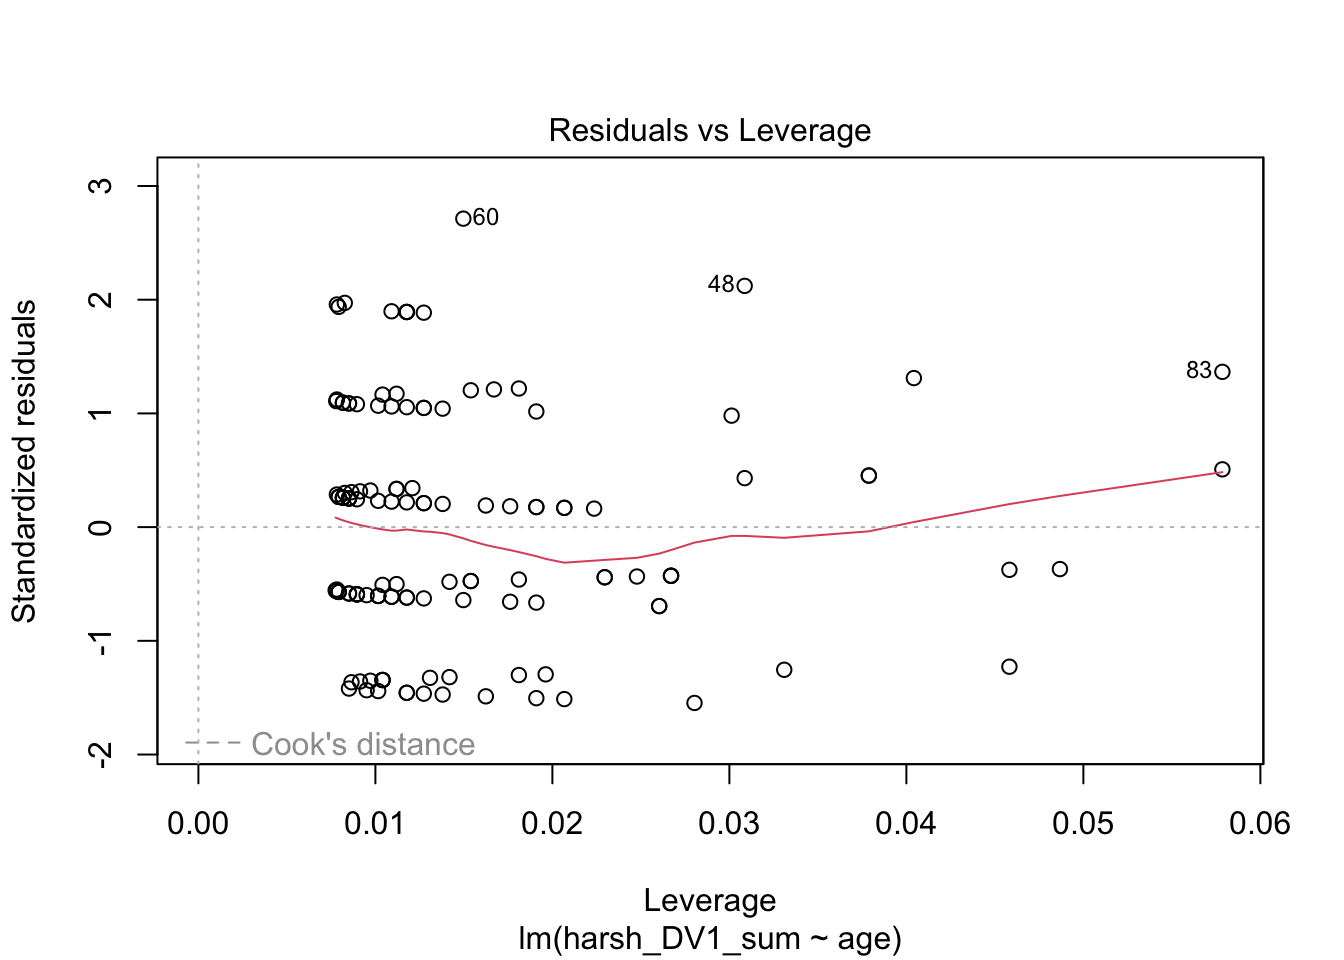 Residuals vs Leverage
Standardized residuals
3
2
1
0
-1
-2
60
48
83
Cook's distance
0.00 0.01 0.02 0.03 0.04 0.05 0.06
Leverage
lm(harsh_DV1_sum ~ age)